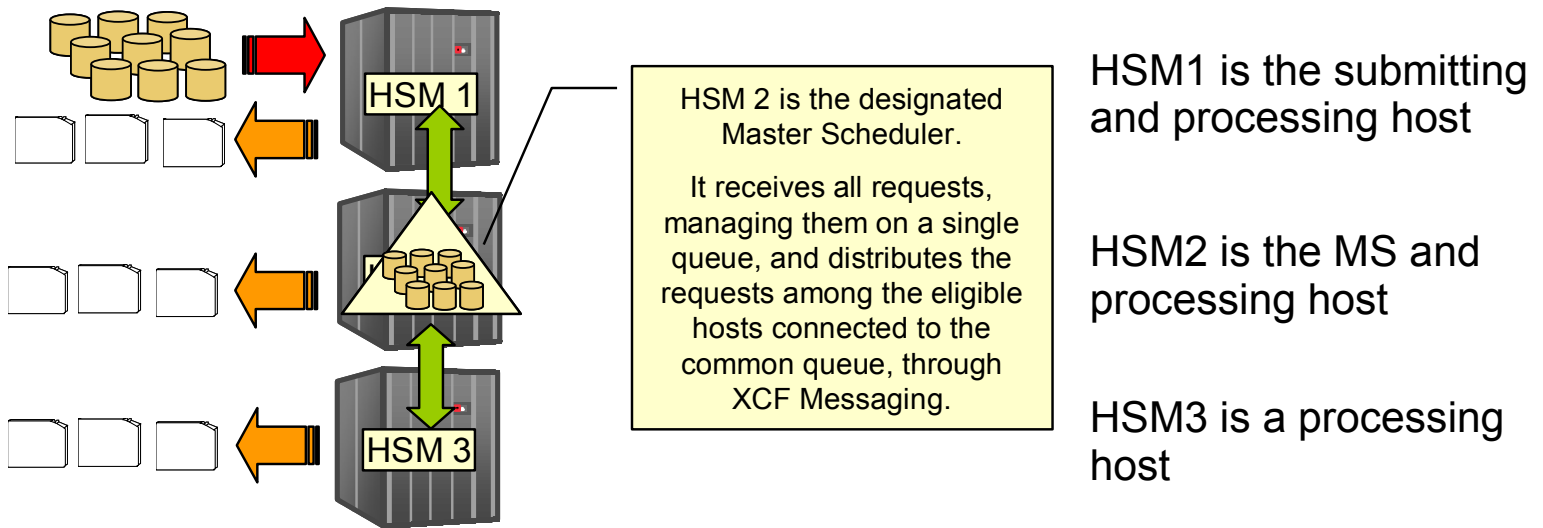 HSM 1
HSM 3
HSM 2 is the designated
Master Scheduler.
It receives all requests,
managing them on a single
queue, and distributes the
requests among the eligible
hosts connected to the
common queue, through
XCF Messaging.
HSM1 is the submitting
and processing host
HSM2 is the MS and
processing host
HSM3 is a processing
host